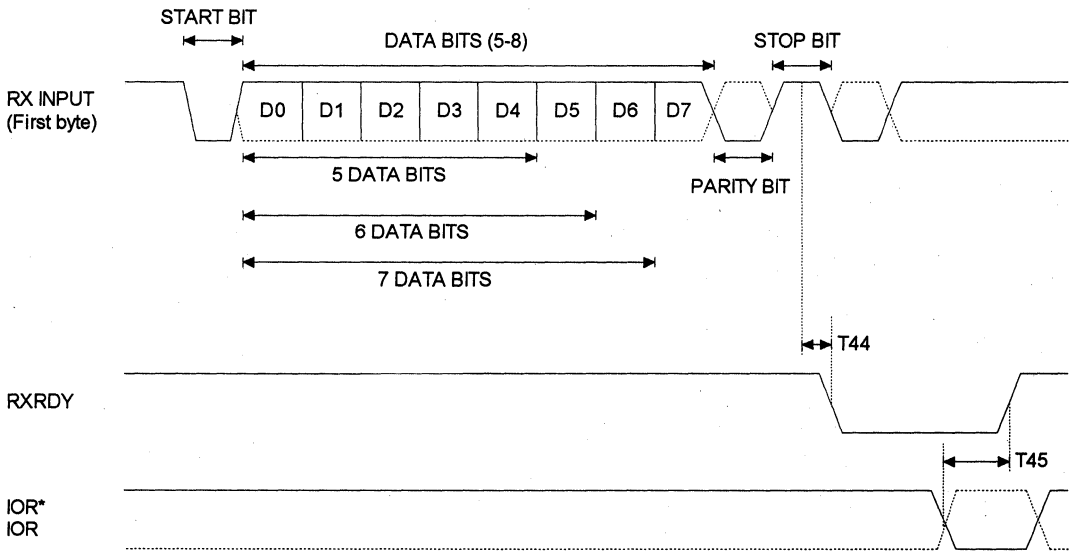 START BIT
DATA BITS (5-8)
STOP BIT
RX INPUT
(First byte)
D0 D1 D2 D3 D4 D5 D6 D7
5 DATA BITS
PARITY BIT
6 DATA BITS
7 DATA BITS
T44
RXRDY
T45
IOR*
IOR